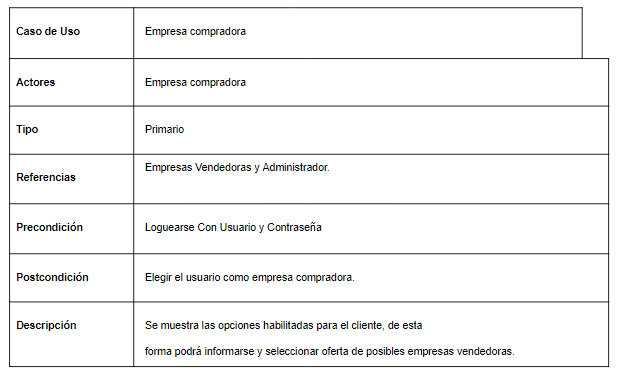 Caso de Uso Empresa compradora
Actores Empresa compradora
Tipo Primario
Referencias Empresas Vendedoras y Administrador.
Precondición Loguearse Con Usuario y Contraseña
Postcondición Elegir el usuario como empresa compradora.
Descripción Se muestra las opciones habilitadas para el cliente, de esta
forma podrá informarse y seleccionar oferta de posibles empresas vendedoras.